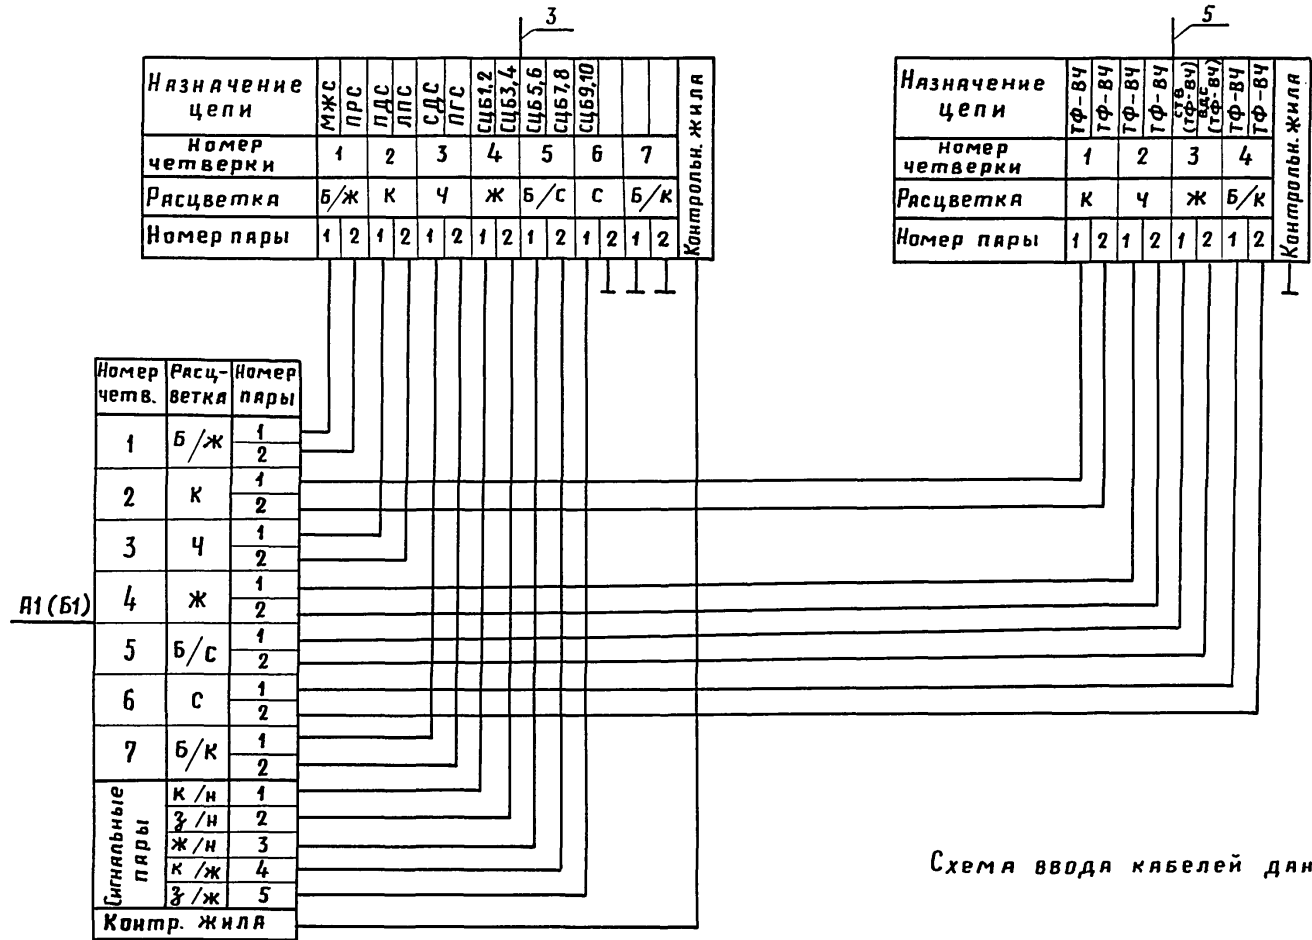 3
Назначение цепи
МЖС ПРС ПДС ЛПС СДС ПГС СЦБ1,2 СЦБ3,4 СЦБ5,6 СЦБ7,8 СЦБ9,10
Контрольн. жила
Номер четверки 1 2 3 4 5 6 7
Расцветка Б/Ж К Ч Ж Б/С С Б/К
Номер пары 1 2 1 2 1 2 1 2 1 2 1 2 1 2
5
Назначение цепи
ТФ-ВЧ ТФ-ВЧ ТФ-ВЧ ТФ-ВЧ СТВ (ТФ-ВЧ) ВДС (ТФ-ВЧ) ТФ-ВЧ ТФ-ВЧ
Контрольн. жила
Номер четверки 1 2 3 4
Расцветка К Ч Ж Б/К
Номер пары 1 2 1 2 1 2 1 2
А1(Б1)
Номер четв. Расцветка Номер пары
1 Б/Ж 1
2
2 К 1
2
3 Ч 1
2
4 Ж 1
2
5 Б/С 1
2
6 С 1
2
7 Б/К 1
2
Сигнальные пары
К/Н 1
З/Н 2
Ж/Н 3
К/Ж 4
З/Ж 5
Контр. жила
Схема ввода кабелей дан